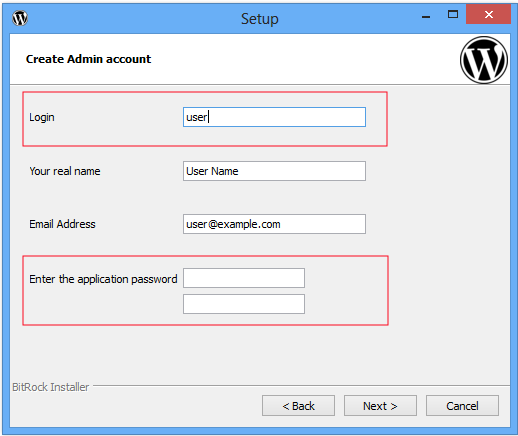 Setup
Create Admin account
Login
user
Your real name
User Name
Email Address
user@example.com
Enter the application password
BitRock Installer
< Back
Next >
Cancel